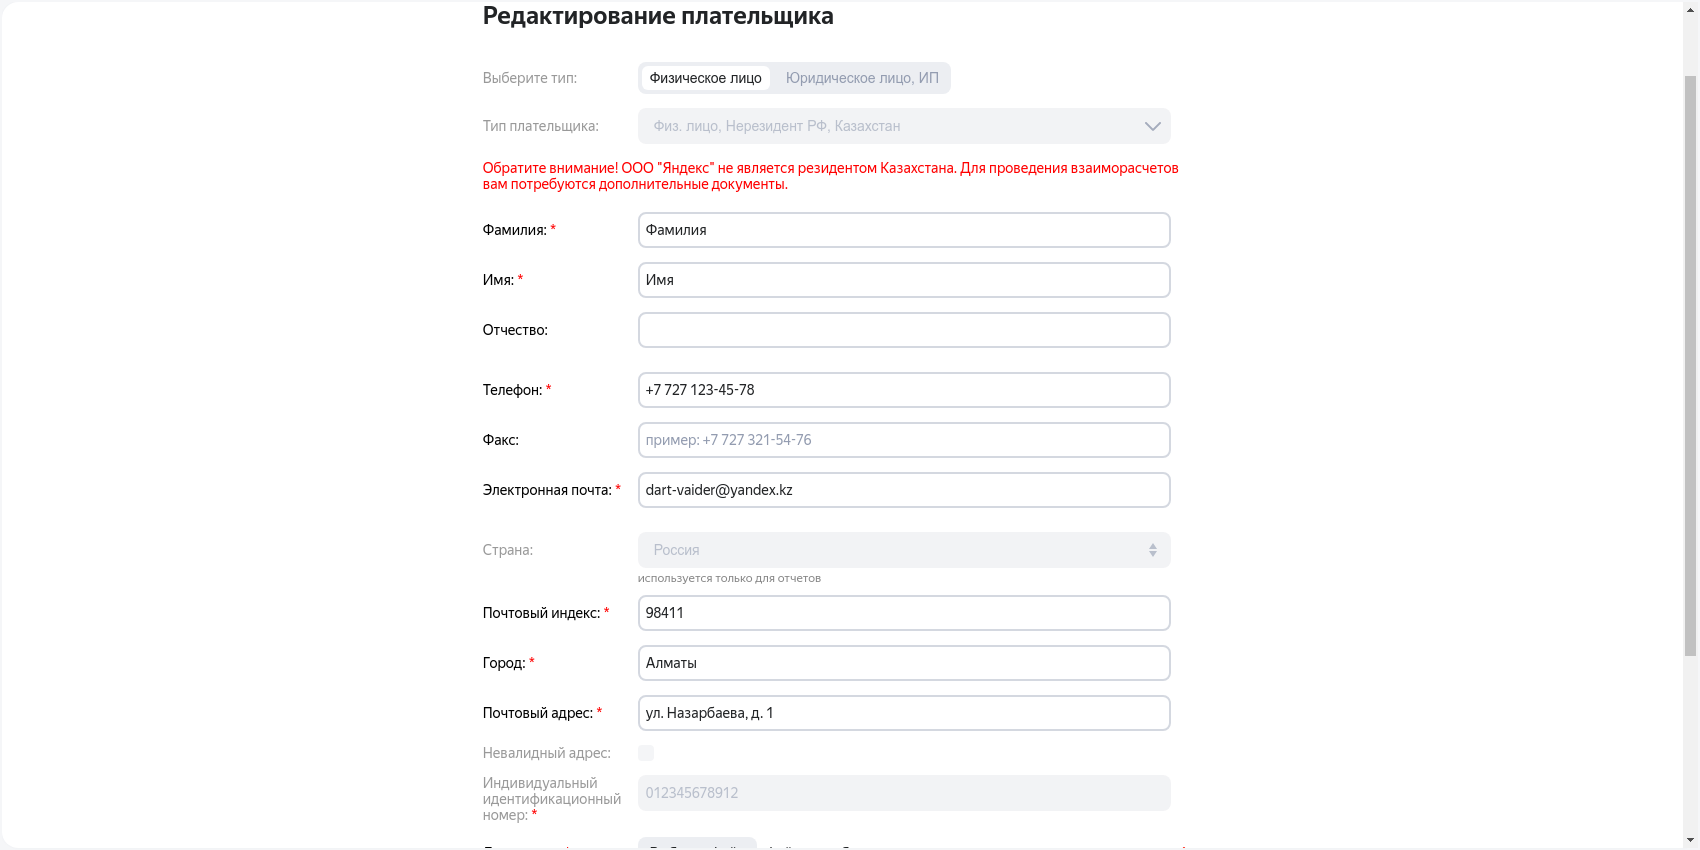 Редактирование плательщика
Выберите тип: Физическое лицо Юридическое лицо, ИП
Тип плательщика: Физ. лицо, Нерезидент РФ, Казахстан
Обратите внимание! ООО "Яндекс" не является резидентом Казахстана. Для проведения взаиморасчетов
вам потребуются дополнительные документы.
Фамилия: * Фамилия
Имя: * Имя
Отчество:
Телефон: * +7 727 123-45-78
Факс: пример: +7 727 321-54-76
Электронная почта: * dart-vaider@yandex.kz
Страна: Россия
используется только для отчетов
Почтовый индекс: * 98411
Город: * Алматы
Почтовый адрес: * ул. Назарбаева, д. 1
Невалидный адрес:
Индивидуальный
идентификационный
номер: * 012345678912